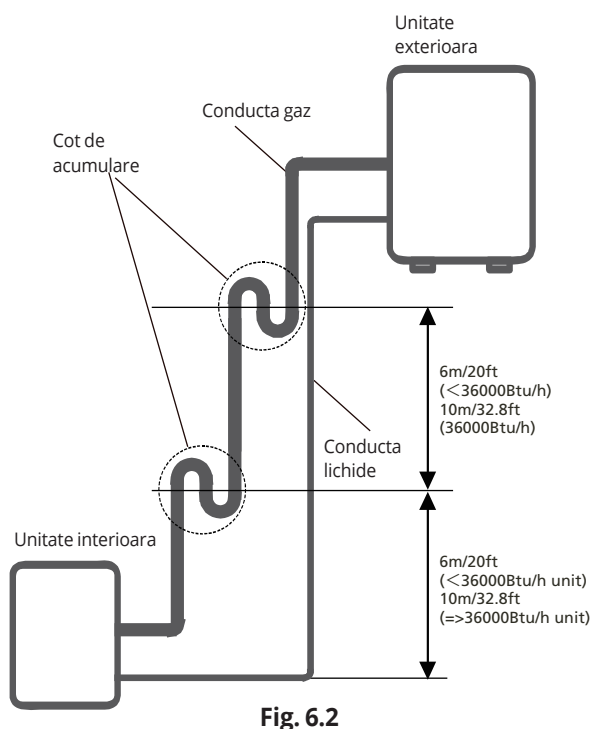 Unitate
exterioara
Conducta gaz
Cot de
acumulare
6m/20ft
(<36000Btu/h)
10m/32.8ft
(36000Btu/h)
Conducta
lichide
Unitate interioara
6m/20ft
(<36000Btu/h unit)
10m/32.8ft
(=>36000Btu/h unit)
Fig. 6.2